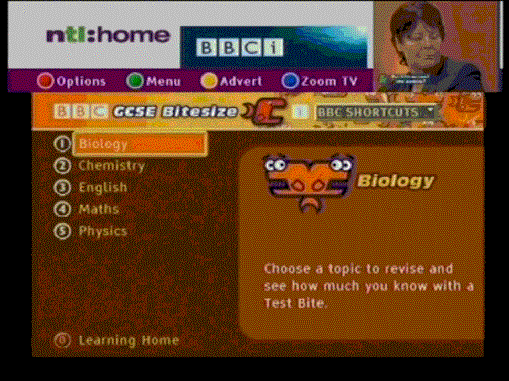 ntl:home
BBCi
Options Menu Advert Zoom TV
BBC GCSE Bitesize i BBC SHORTCUTS
1 Biology
2 Chemistry
3 English
4 Maths
5 Physics
Biology
Choose a topic to revise and
see how much you know with a
Test Bite.
0 Learning Home